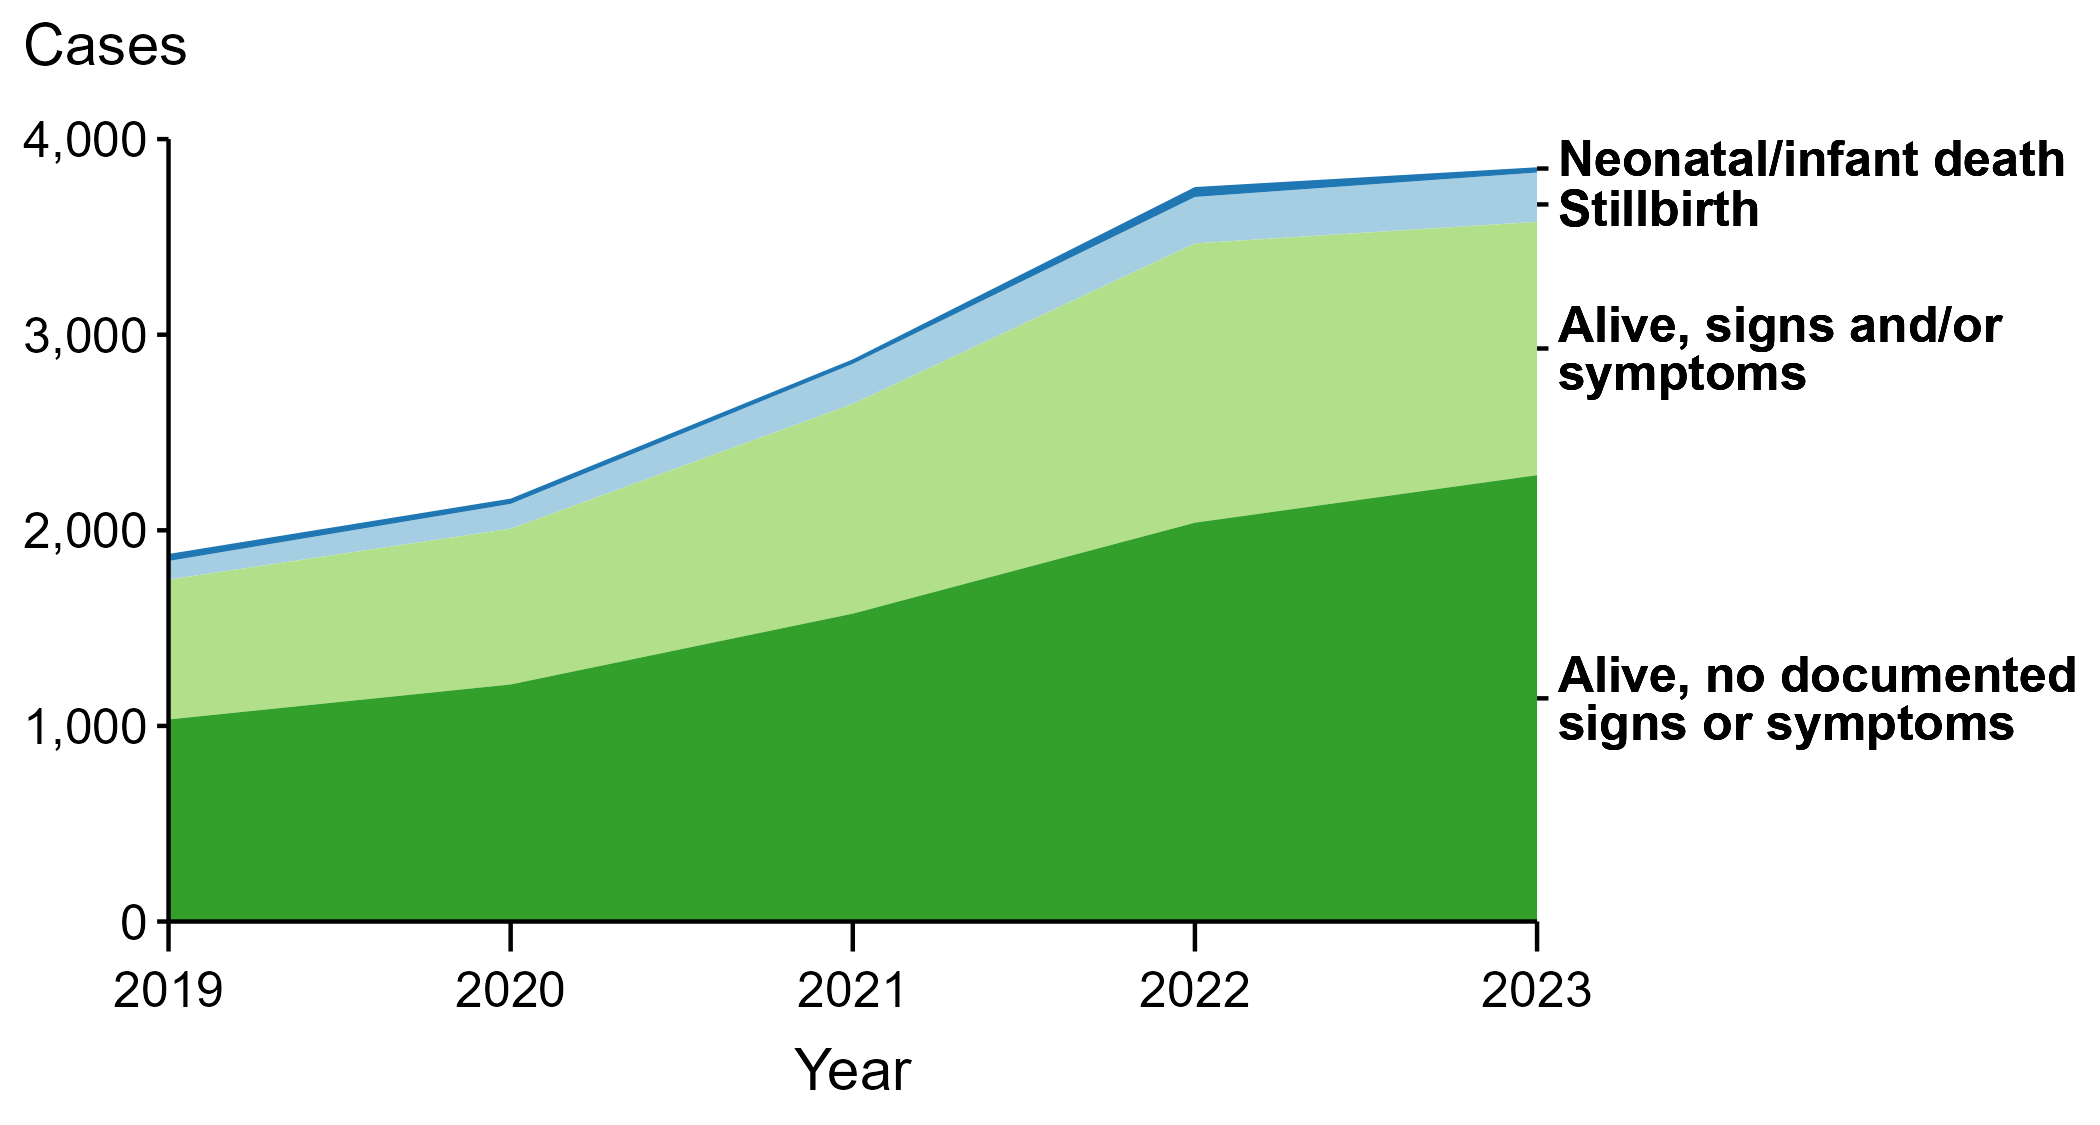 Cases
4,000
3,000
2,000
1,000
0
2019 2020 2021 2022 2023
Year
Neonatal/infant death
Stillbirth
Alive, signs and/or
symptoms
Alive, no documented
signs or symptoms